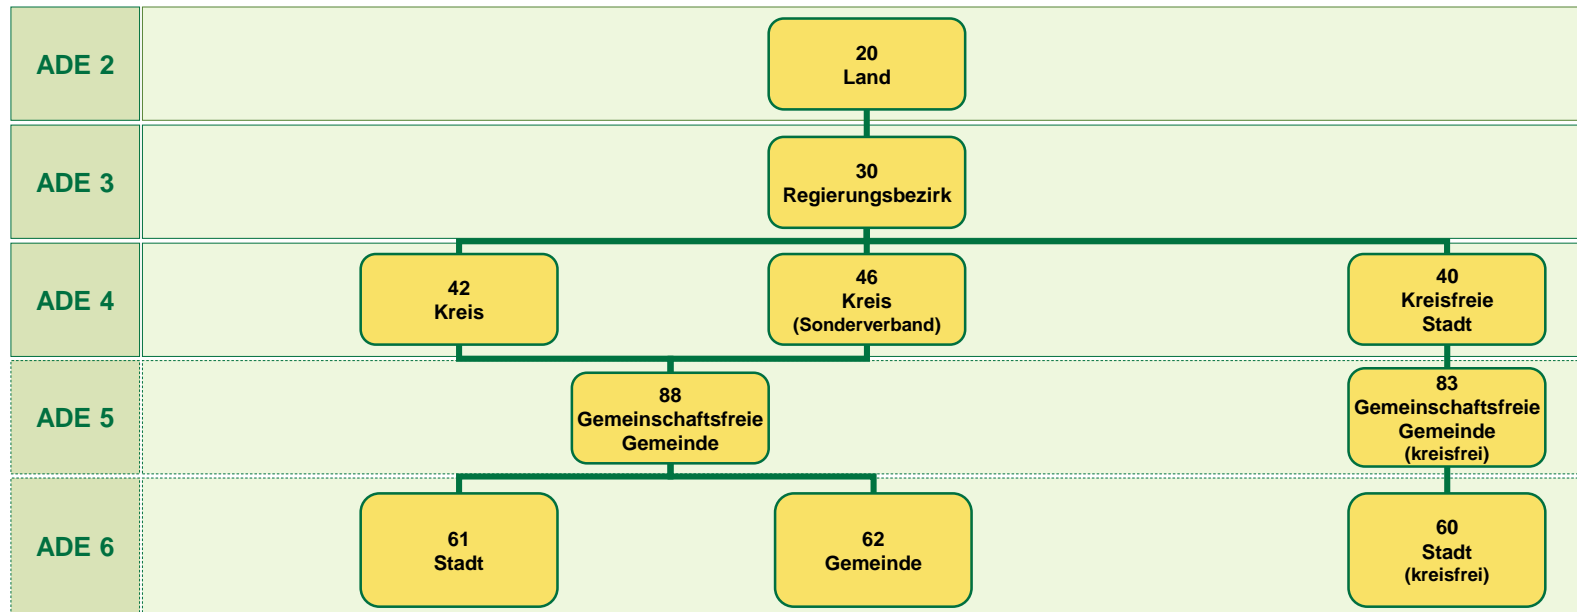 ADE 2
20
Land
ADE 3
30
Regierungsbezirk
ADE 4
42
Kreis
46
Kreis
(Sonderverband)
40
Kreisfreie
Stadt
ADE 5
88
Gemeinschaftsfreie
Gemeinde
83
Gemeinschaftsfreie
Gemeinde
(kreisfrei)
ADE 6
61
Stadt
62
Gemeinde
60
Stadt
(kreisfrei)